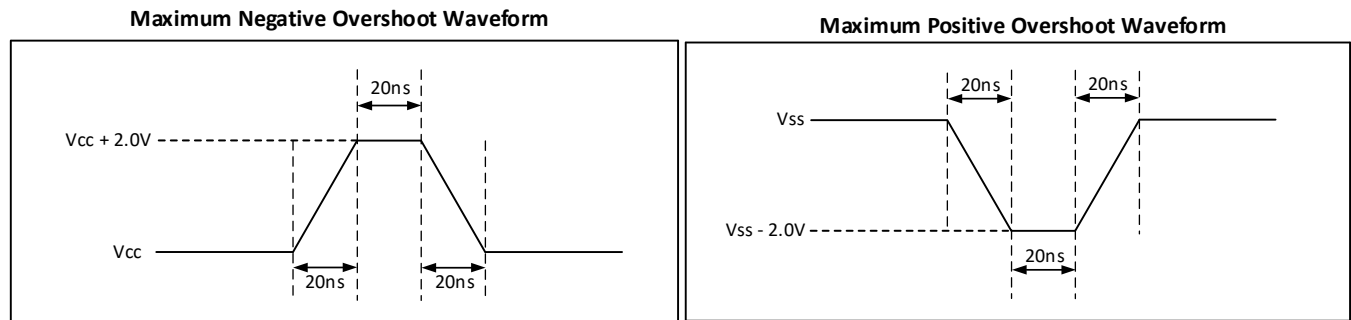 Maximum Negative Overshoot Waveform
20ns
Vcc + 2.0V
Vcc
20ns
20ns
Maximum Positive Overshoot Waveform
20ns
20ns
Vss
Vss - 2.0V
20ns